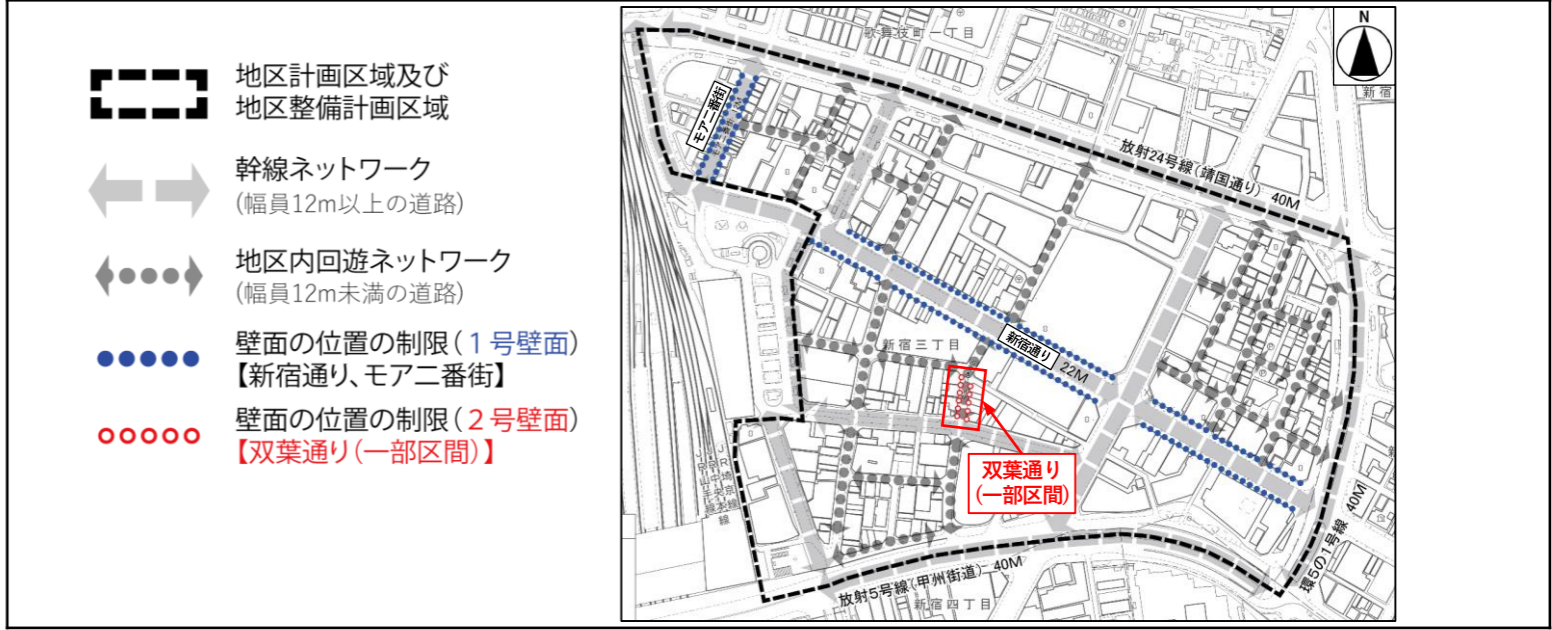 地区計画区域及び
地区整備計画区域
幹線ネットワーク
(幅員12m以上の道路)
地区内回遊ネットワーク
(幅員12m未満の道路)
壁面の位置の制限(１号壁面)
【新宿通り、モア二番街】
壁面の位置の制限(２号壁面)
【双葉通り(一部区間)】
N
歌舞伎町一丁目
新宿
モア二番街
放射24号線(靖国通り) 40M
新宿三丁目
新宿通り
22M
双葉通り
(一部区間)
環5の1号線 40M
放射5号線(甲州街道) 40M
新宿四丁目